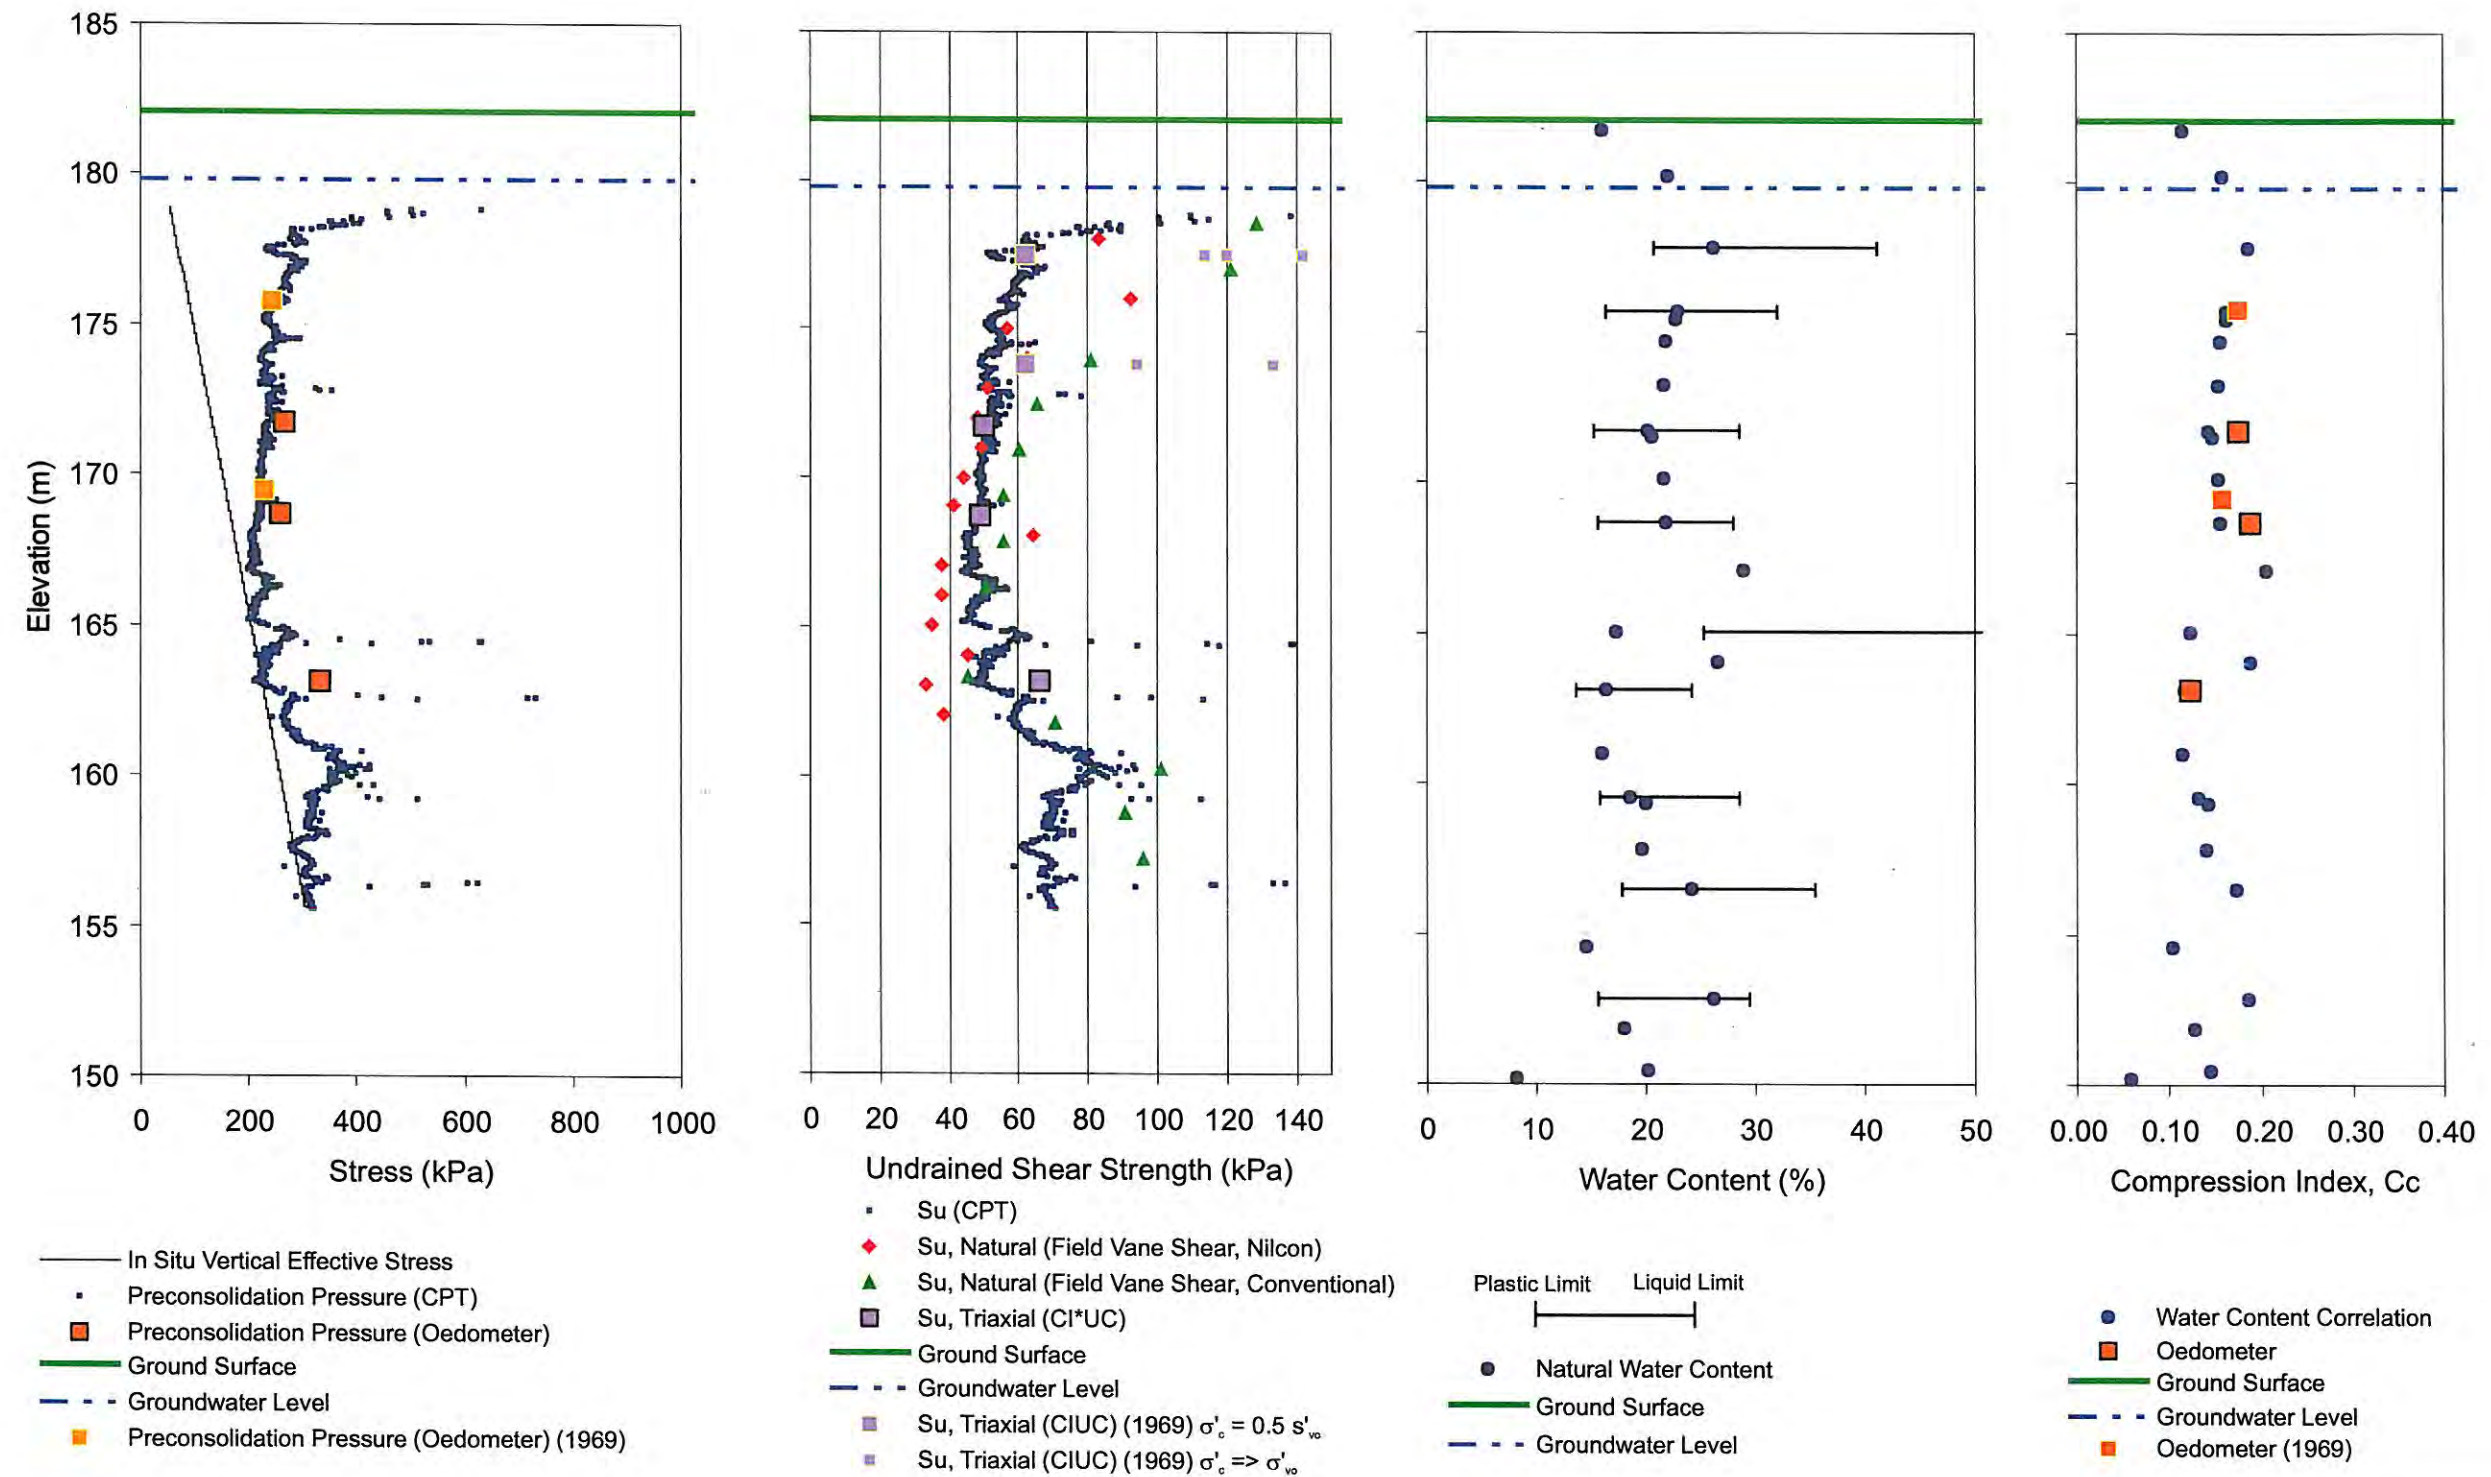 185
180
175
170
165
160
155
150
Elevation (m)
0 200 400 600 800 1000
Stress (kPa)
In Situ Vertical Effective Stress
Preconsolidation Pressure (CPT)
Preconsolidation Pressure (Oedometer)
Ground Surface
Groundwater Level
Preconsolidation Pressure (Oedometer) (1969)
0 20 40 60 80 100 120 140
Undrained Shear Strength (kPa)
Su (CPT)
Su, Natural (Field Vane Shear, Nilcon)
Su, Natural (Field Vane Shear, Conventional)
Su, Triaxial (CI*UC)
Ground Surface
Groundwater Level
Su, Triaxial (CIUC) (1969) σ'c = 0.5 s'vo
Su, Triaxial (CIUC) (1969) σ'c => σ'vo
0 10 20 30 40 50
Water Content (%)
Plastic Limit Liquid Limit
Natural Water Content
Ground Surface
Groundwater Level
0.00 0.10 0.20 0.30 0.40
Compression Index, Cc
Water Content Correlation
Oedometer
Ground Surface
Groundwater Level
Oedometer (1969)